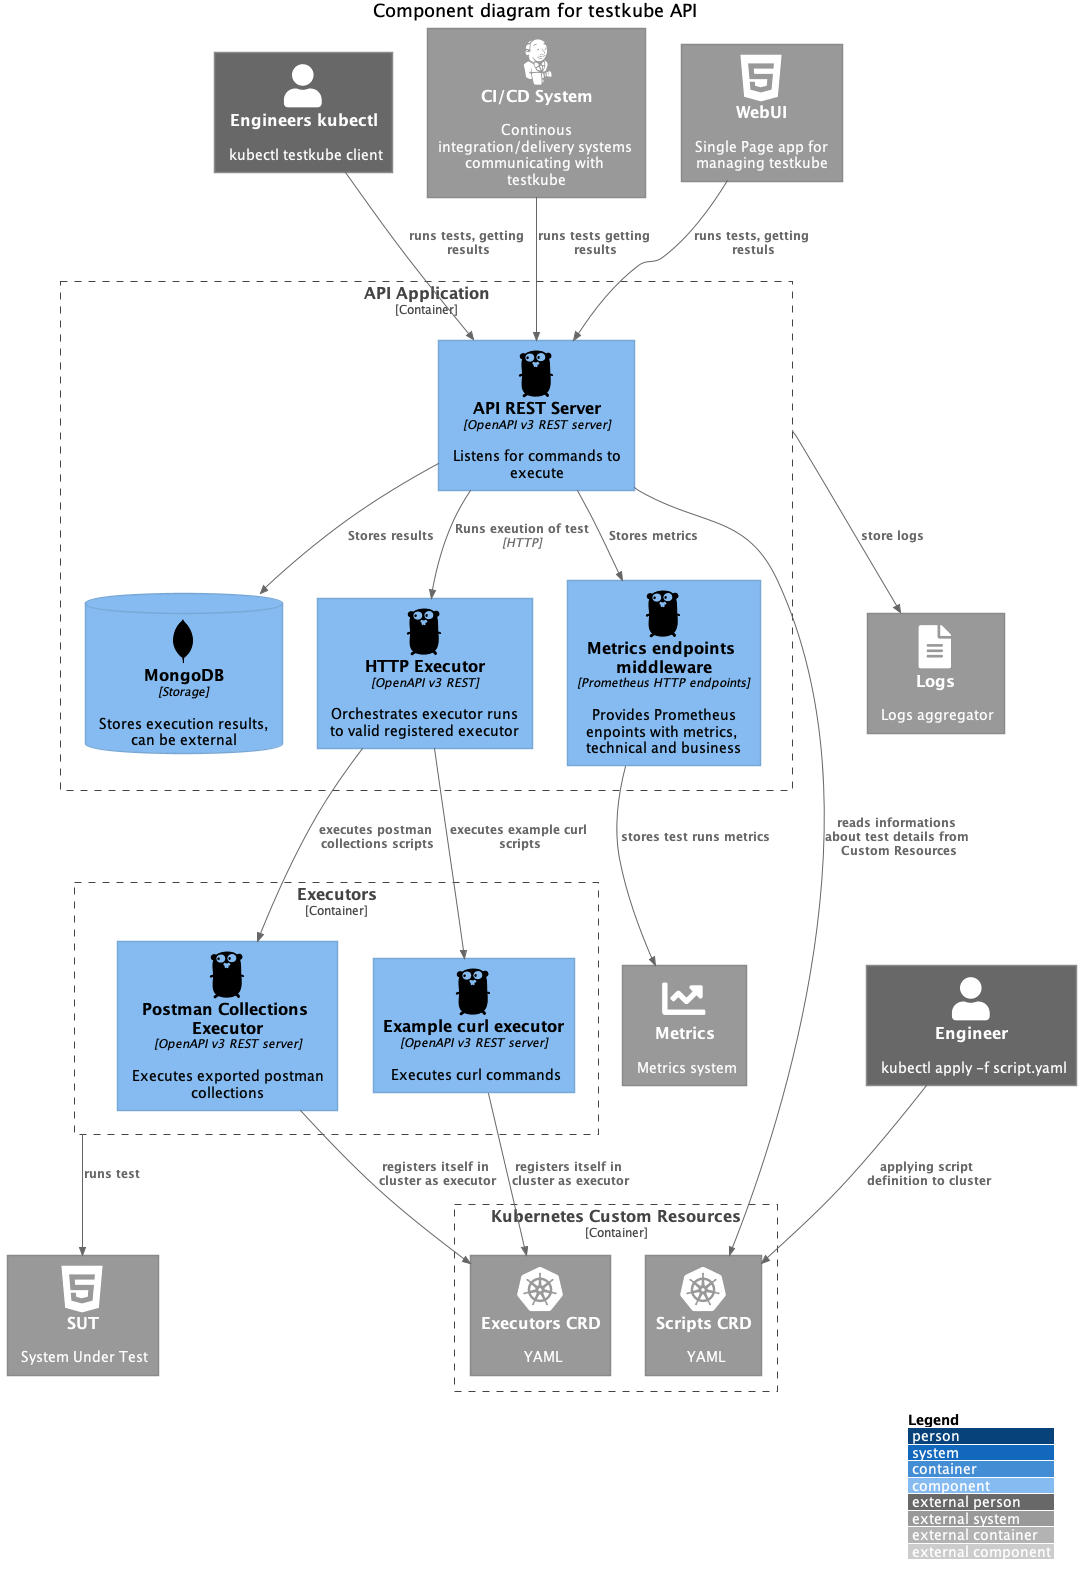 Component diagram for testkube API
Engineers kubectl
kubectl testkube client
CI/CD System
Continous
integration/delivery systems
communicating with
testkube
WebUI
Single Page app for
managing testkube
runs tests, getting
results
runs tests getting
results
runs tests, getting
restuls
API Application
[Container]
API REST Server
[OpenAPI v3 REST server]
Listens for commands to
execute
Stores results
Runs exeution of test
[HTTP]
Stores metrics
store logs
MongoDB
[Storage]
Stores execution results,
can be external
HTTP Executor
[OpenAPI v3 REST]
Orchestrates executor runs
to valid registered executor
Metrics endpoints
middleware
[Prometheus HTTP endpoints]
Provides Prometheus
enpoints with metrics,
technical and business
Logs
Logs aggregator
executes postman
collections scripts
executes example curl
scripts
stores test runs metrics
reads informations
about test details from
Custom Resources
Executors
[Container]
Postman Collections
Executor
[OpenAPI v3 REST server]
Executes exported postman
collections
Example curl executor
[OpenAPI v3 REST server]
Executes curl commands
Metrics
Metrics system
Engineer
kubectl apply -f script.yaml
runs test
registers itself in
cluster as executor
registers itself in
cluster as executor
applying script
definition to cluster
Kubernetes Custom Resources
[Container]
SUT
System Under Test
Executors CRD
YAML
Scripts CRD
YAML
Legend
person
system
container
component
external person
external system
external container
external component